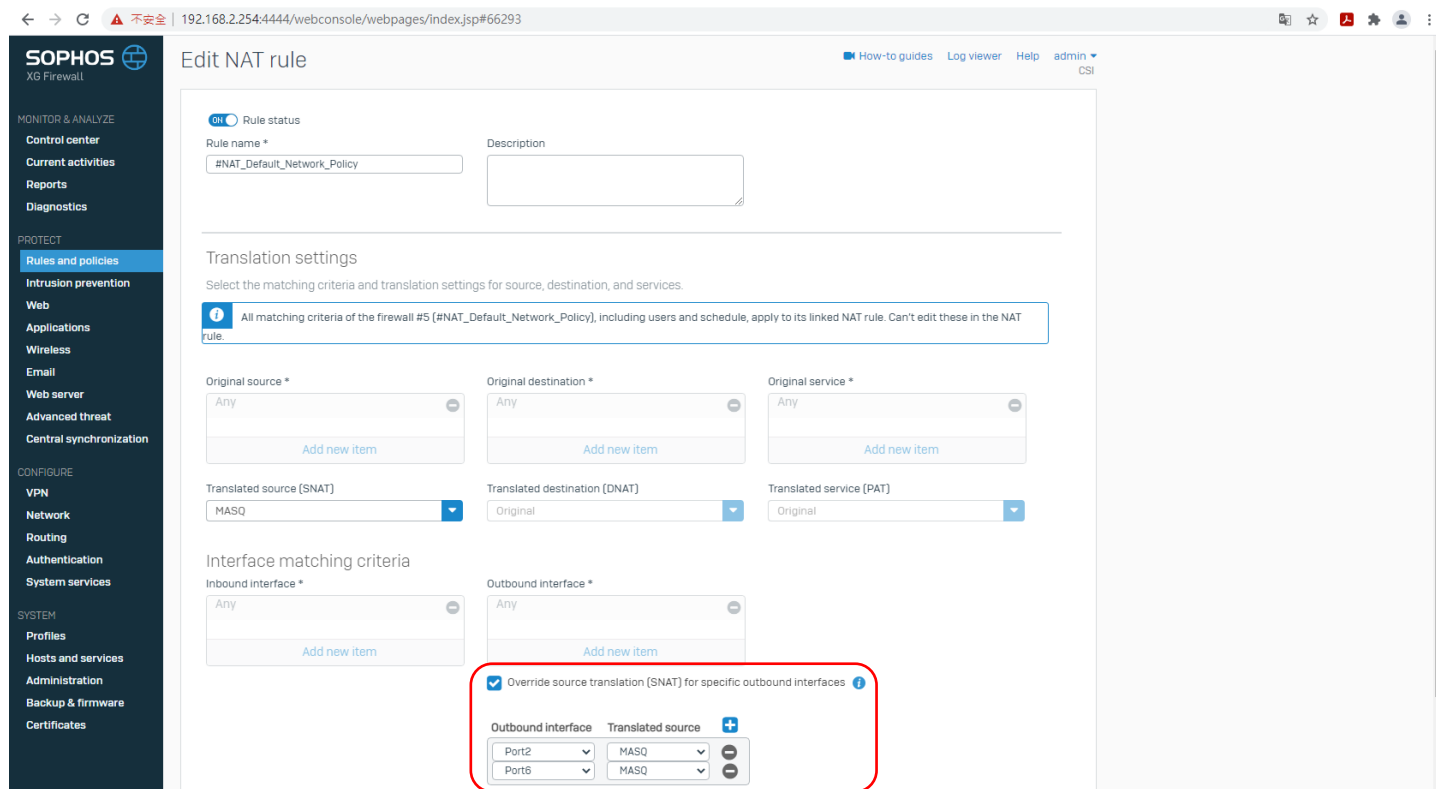 不安全 | 192.168.2.254:4444/webconsole/webpages/index.jsp#66293
SOPHOS
XG Firewall
MONITOR & ANALYZE
Control center
Current activities
Reports
Diagnostics
PROTECT
Rules and policies
Intrusion prevention
Web
Applications
Wireless
Email
Web server
Advanced threat
Central synchronization
CONFIGURE
VPN
Network
Routing
Authentication
System services
SYSTEM
Profiles
Hosts and services
Administration
Backup & firmware
Certificates
Edit NAT rule
How-to guides Log viewer Help admin
CSI
ON Rule status
Rule name * Description
#NAT_Default_Network_Policy
Translation settings
Select the matching criteria and translation settings for source, destination, and services.
All matching criteria of the firewall #5 (#NAT_Default_Network_Policy), including users and schedule, apply to its linked NAT rule. Can't edit these in the NAT
rule.
Original source * Original destination * Original service *
Any Any Any
Add new item Add new item Add new item
Translated source (SNAT) Translated destination (DNAT) Translated service (PAT)
MASQ Original Original
Interface matching criteria
Inbound interface * Outbound interface *
Any Any
Add new item Add new item
Override source translation (SNAT) for specific outbound interfaces
Outbound interface Translated source
Port2 MASQ
Port6 MASQ